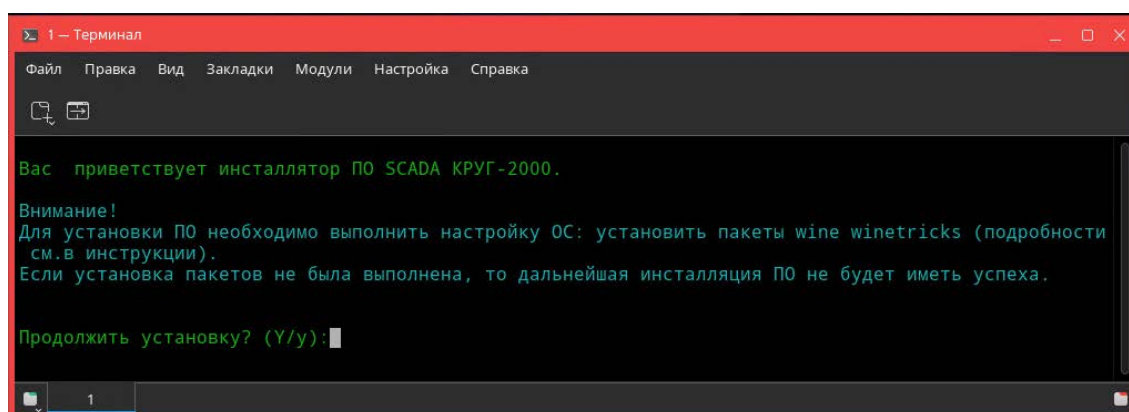 1 — Терминал
Файл Правка Вид Закладки Модули Настройка Справка
Вас  приветствует инсталлятор ПО SCADA КРУГ-2000.
Внимание!
Для установки ПО необходимо выполнить настройку ОС: установить пакеты wine winetricks (подробности
 см.в инструкции).
Если установка пакетов не была выполнена, то дальнейшая инсталляция ПО не будет иметь успеха.
Продолжить установку? (Y/y):
1